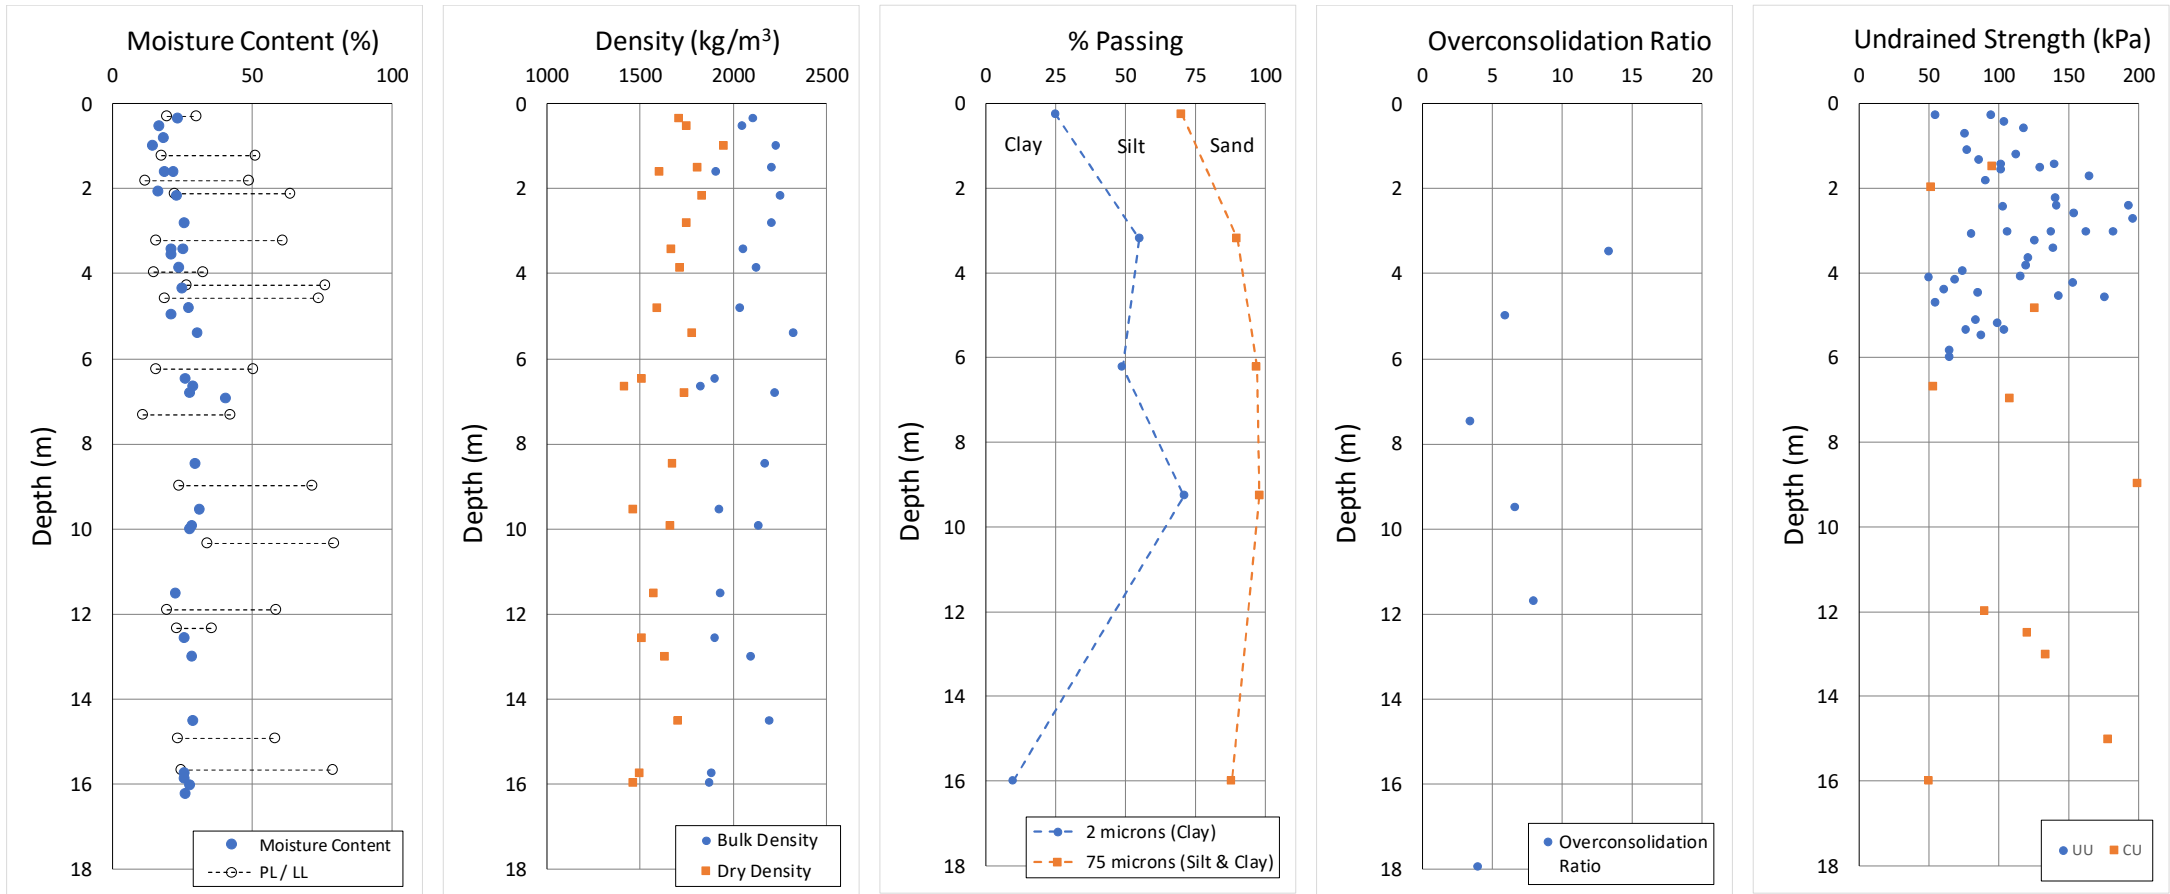 Moisture Content (%)
0 50 100
0
2
4
6
8
10
12
14
16
18
Depth (m)
Moisture Content
PL / LL
Density (kg/m³)
1000 1500 2000 2500
0
2
4
6
8
10
12
14
16
18
Depth (m)
Bulk Density
Dry Density
% Passing
0 25 50 75 100
0
2
4
6
8
10
12
14
16
18
Depth (m)
Clay Silt Sand
2 microns (Clay)
75 microns (Silt & Clay)
Overconsolidation Ratio
0 5 10 15 20
0
2
4
6
8
10
12
14
16
18
Depth (m)
Overconsolidation
Ratio
Undrained Strength (kPa)
0 50 100 150 200
0
2
4
6
8
10
12
14
16
18
Depth (m)
UU CU